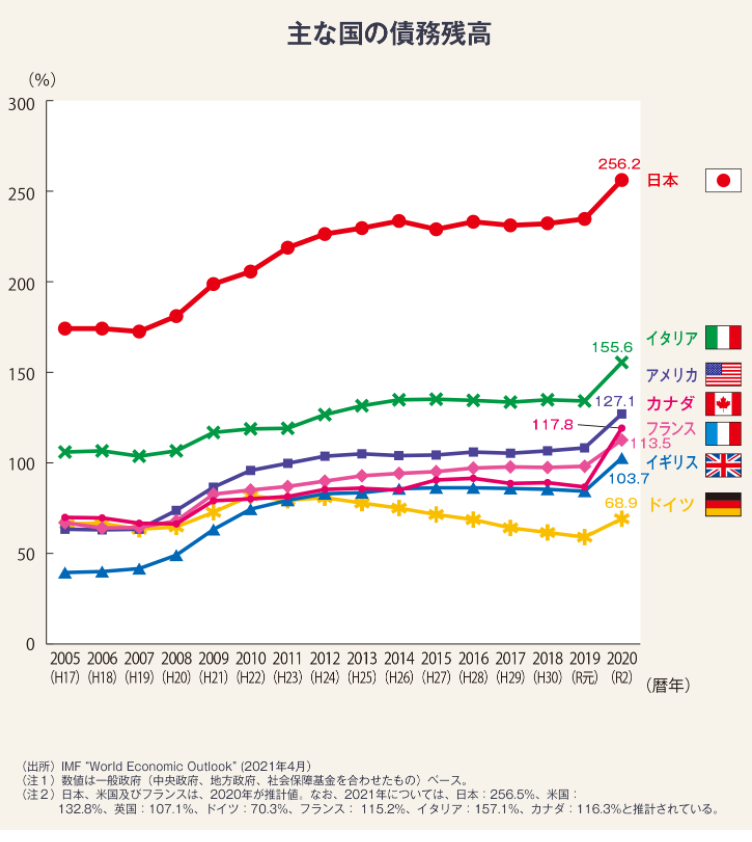 主な国の債務残高
（%）
300
256.2
日本
250
200
イタリア
155.6
150
アメリカ
127.1
カナダ
117.8
フランス
113.5
100
イギリス
103.7
68.9
ドイツ
50
0
2005 2006 2007 2008 2009 2010 2011 2012 2013 2014 2015 2016 2017 2018 2019 2020
（H17）（H18）（H19）（H20）（H21）（H22）（H23）（H24）（H25）（H26）（H27）（H28）（H29）（H30）（R元）（R2）
（暦年）
（出所）IMF "World Economic Outlook" (2021年4月）
（注１）数値は一般政府（中央政府、地方政府、社会保障基金を合わせたもの）ベース。
（注２）日本、米国及びフランスは、2020年が推計値。なお、2021年については、日本：256.5%、米国：
132.8%、英国：107.1%、ドイツ：70.3%、フランス： 115.2%、イタリア：157.1%、カナダ：116.3%と推計されている。